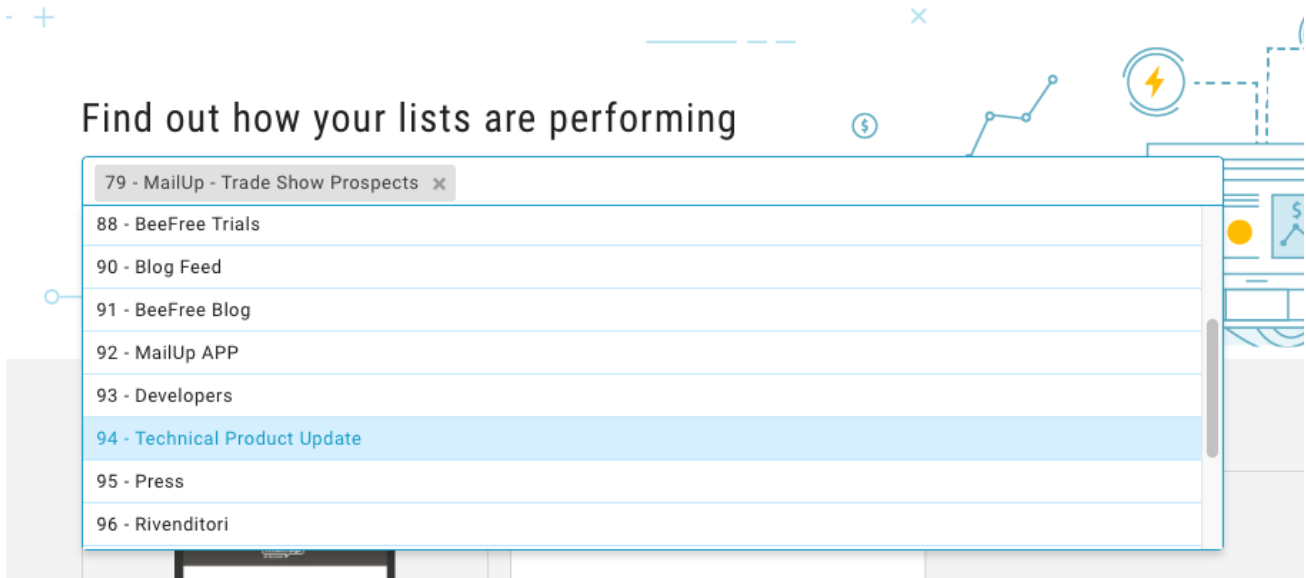 Find out how your lists are performing
79 - MailUp - Trade Show Prospects ×
88 - BeeFree Trials
90 - Blog Feed
91 - BeeFree Blog
92 - MailUp APP
93 - Developers
94 - Technical Product Update
95 - Press
96 - Rivenditori
$
$